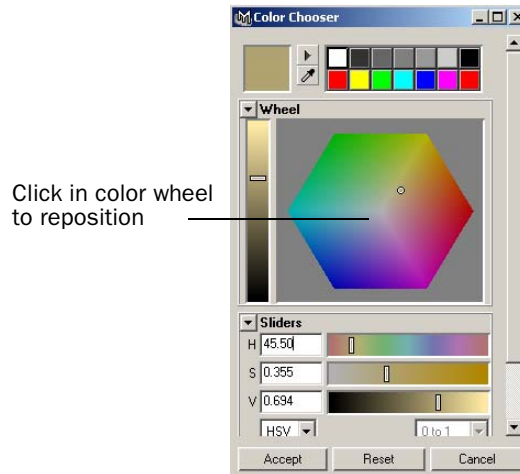 Color Chooser
Wheel
Click in color wheel
to reposition
Sliders
H 45.50
S 0.355
V 0.694
HSV 0 to 1
Accept Reset Cancel